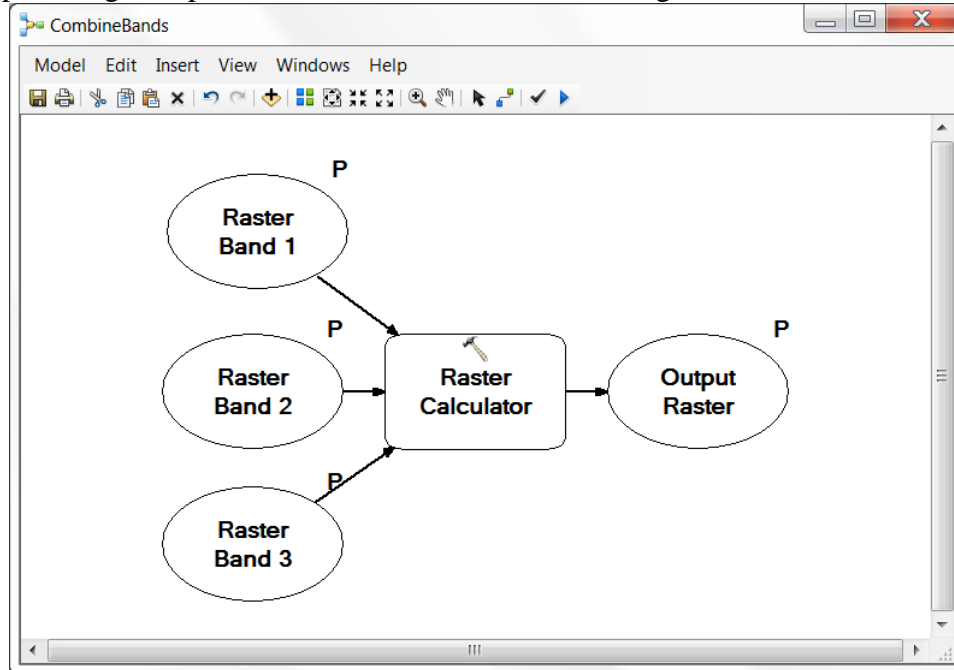 CombineBands
Model Edit Insert View Windows Help
P
Raster
Band 1
P
Raster
Band 2
Raster
Calculator
P
Output
Raster
P
Raster
Band 3